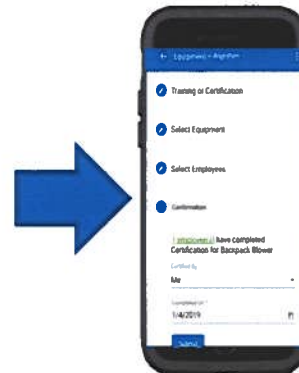 Training or Certification
Select Equipment
Select Employees
Confirmation
have completed
Certification for Backpack Blower
Certified By
Me
Completed On *
1/4/2019